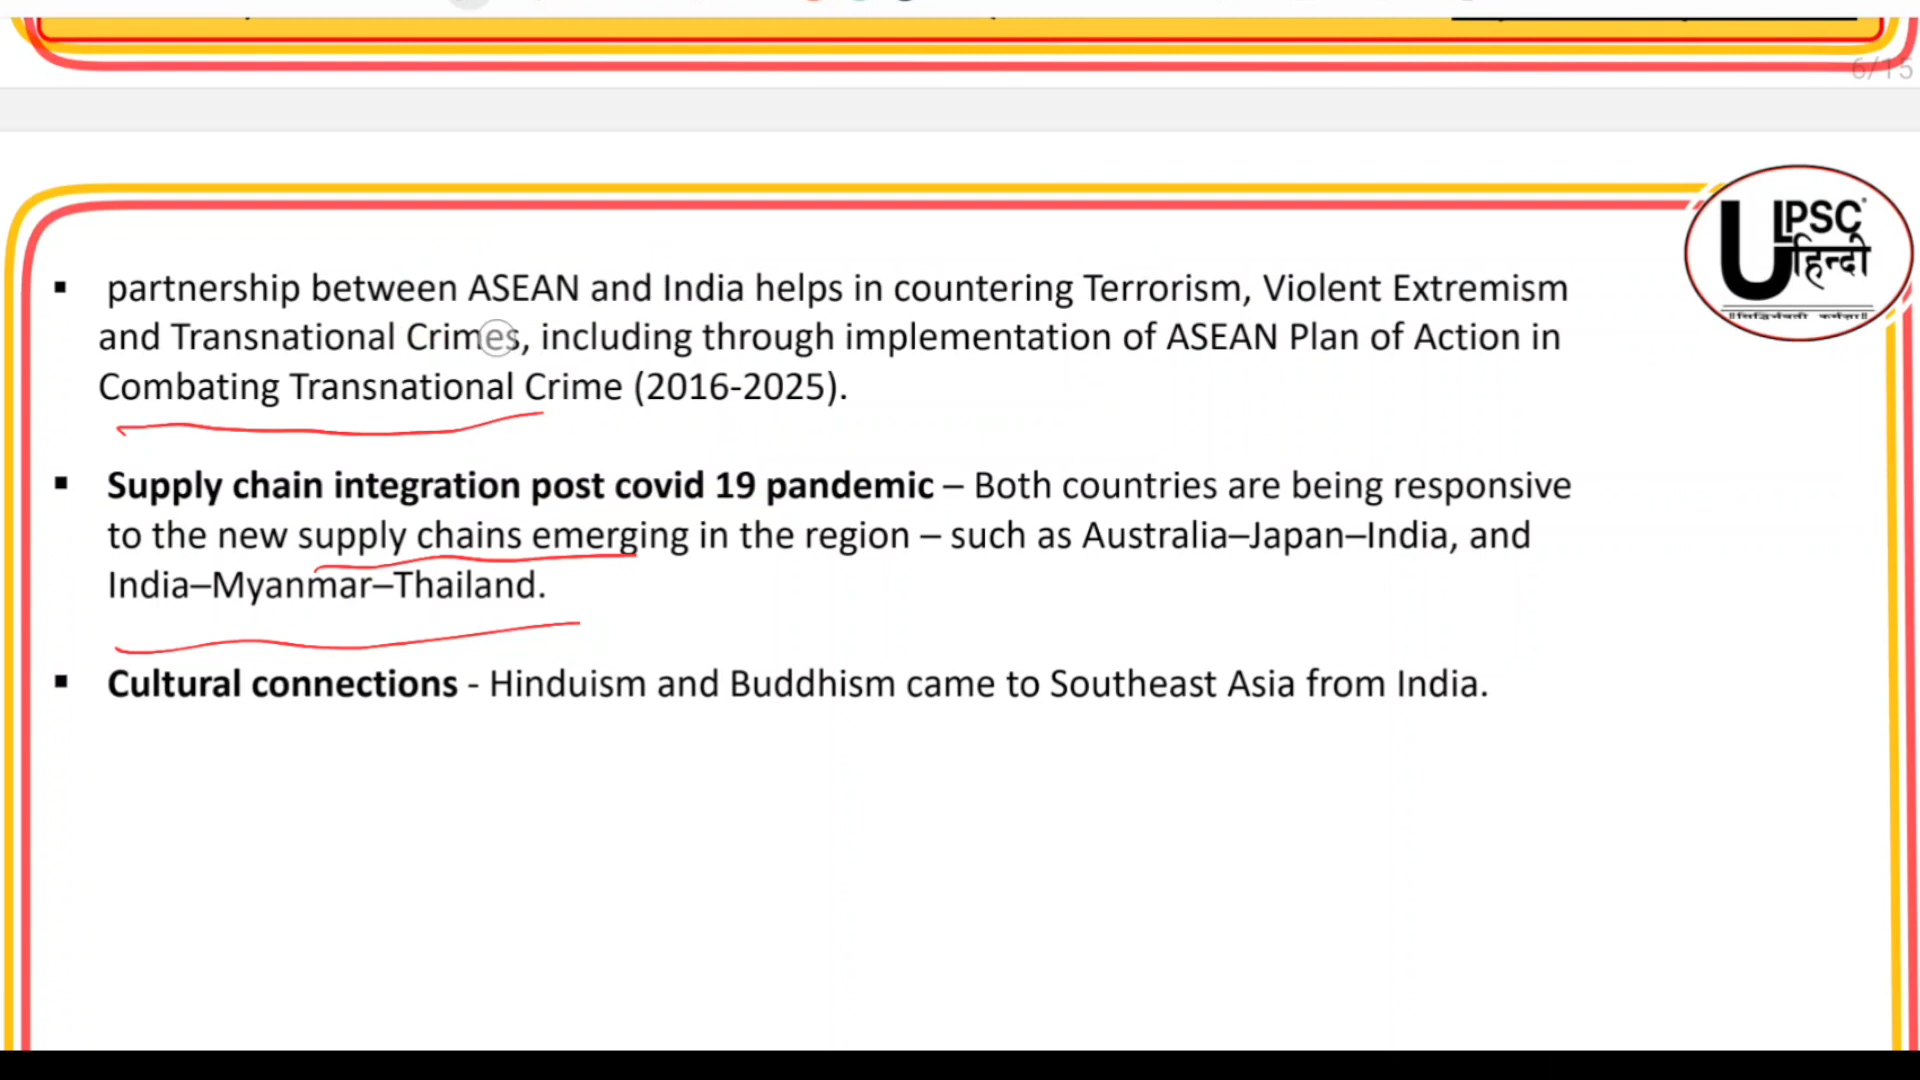 6/15
UPSC
हिन्दी
▪ partnership between ASEAN and India helps in countering Terrorism, Violent Extremism
and Transnational Crimes, including through implementation of ASEAN Plan of Action in
Combating Transnational Crime (2016-2025).
▪ Supply chain integration post covid 19 pandemic – Both countries are being responsive
to the new supply chains emerging in the region – such as Australia–Japan–India, and
India–Myanmar–Thailand.
▪ Cultural connections - Hinduism and Buddhism came to Southeast Asia from India.